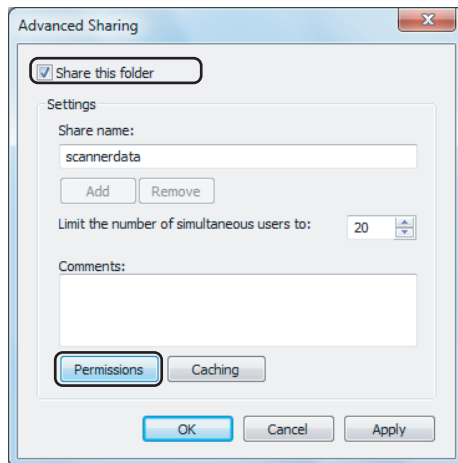 Advanced Sharing
Share this folder
Settings
Share name:
scannerdata
Add Remove
Limit the number of simultaneous users to: 20
Comments:
Permissions Caching
OK Cancel Apply